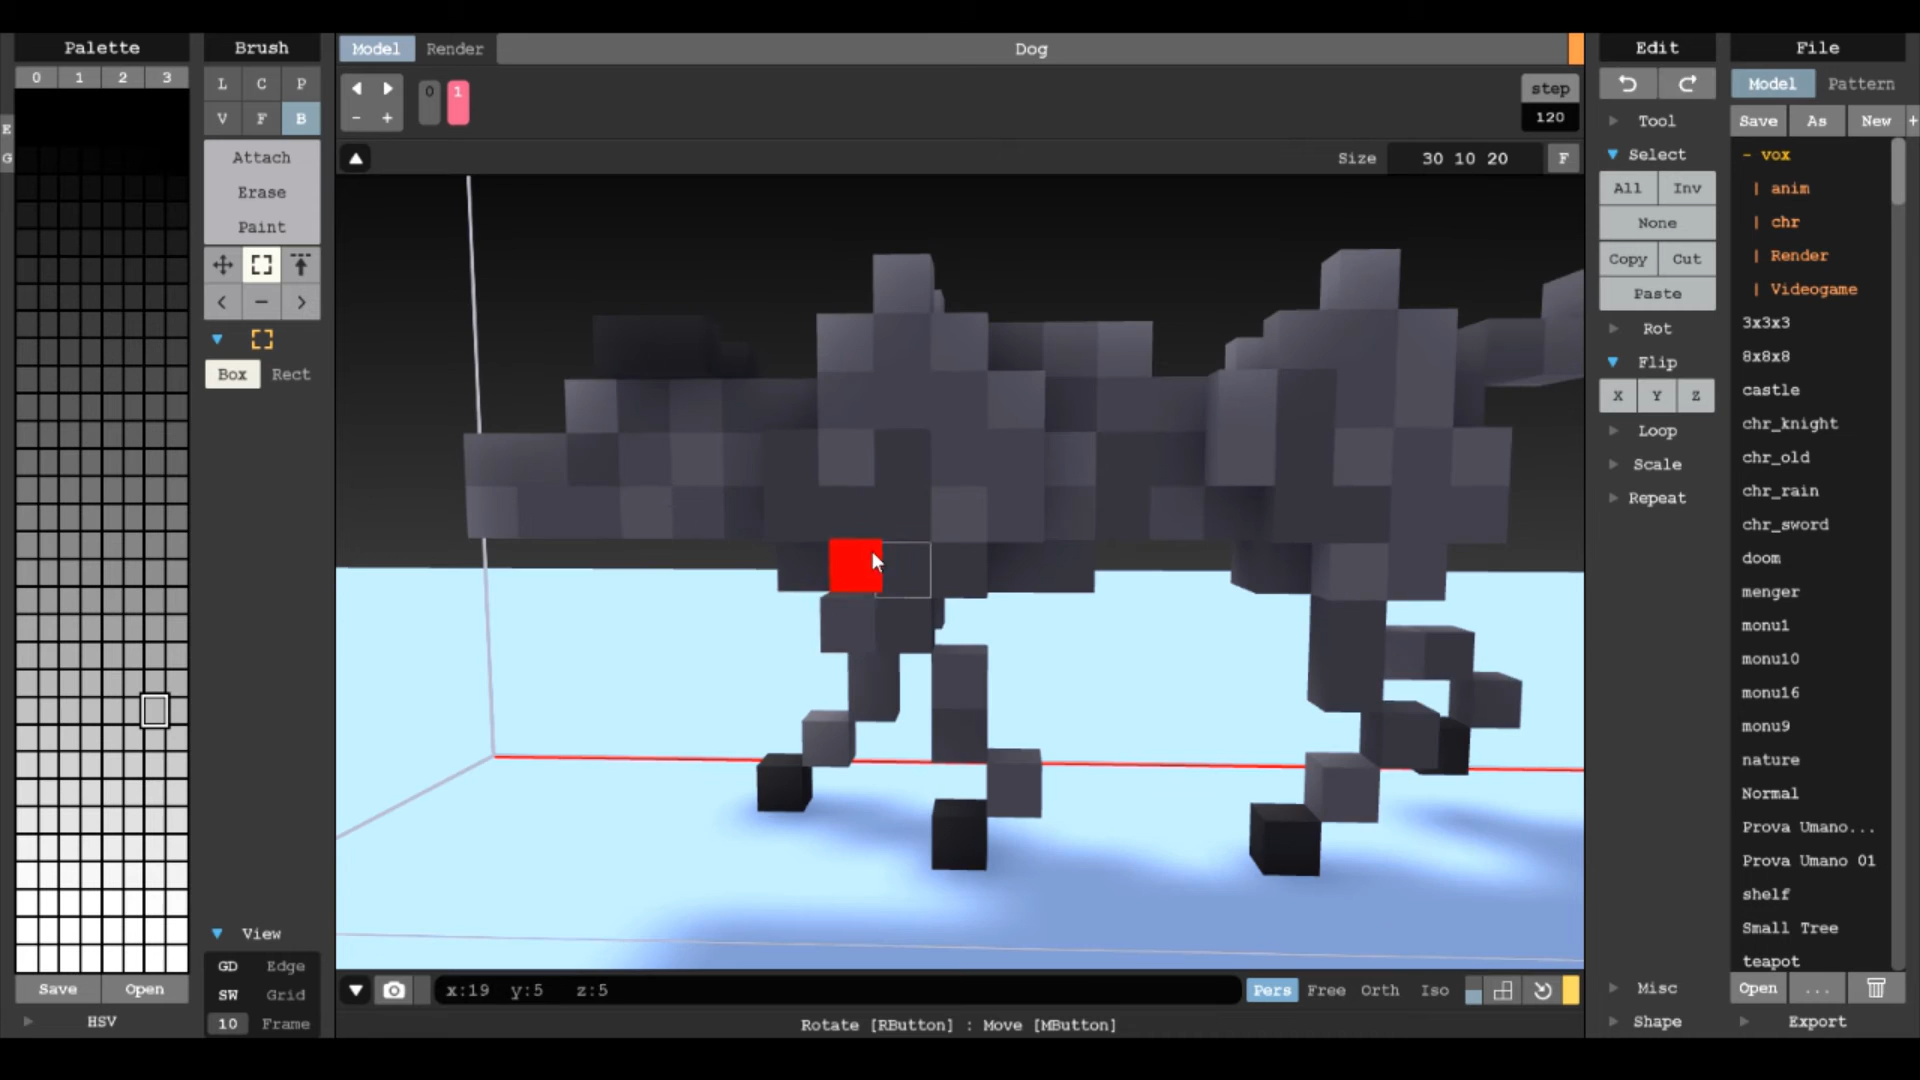 Palette
0 1 2 3
E
G
Save Open
HSV
Brush
L C P
V F B
Attach
Erase
Paint
< – >
Box Rect
View
GD Edge
SW Grid
10 Frame
Model Render Dog
0 1
- +
step
120
Size 30 10 20 F
x:19 y:5 z:5
Pers Free Orth Iso
Rotate [RButton] : Move [MButton]
Edit
Tool
Select
All Inv
None
Copy Cut
Paste
Rot
Flip
X Y Z
Loop
Scale
Repeat
Misc
Shape
File
Model Pattern
Save As New +
- vox
| anim
| chr
| Render
| Videogame
3x3x3
8x8x8
castle
chr_knight
chr_old
chr_rain
chr_sword
doom
menger
monu1
monu10
monu16
monu9
nature
Normal
Prova Umano...
Prova Umano 01
shelf
Small Tree
teapot
Open ...
Export